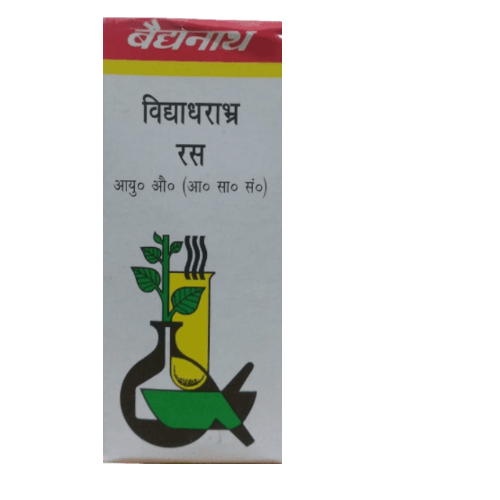 बैद्यनाथ
विद्याधराभ्र
रस
आयु० औ० (आ० सा० सं०)